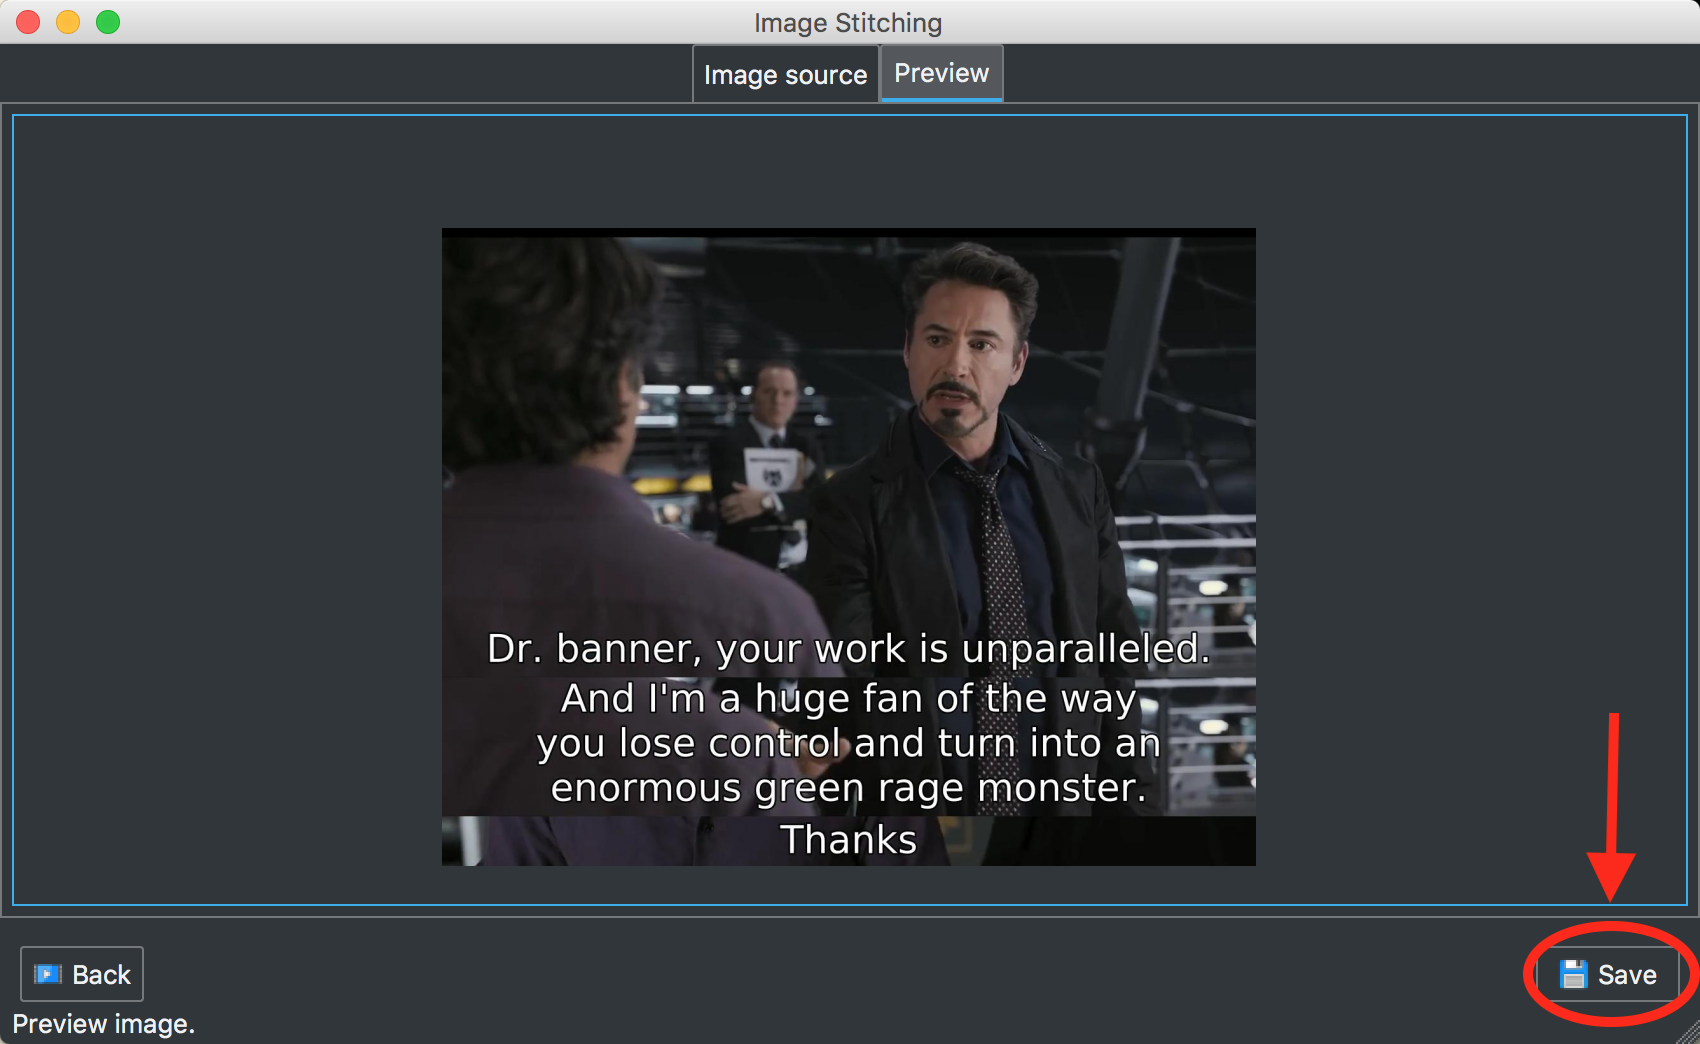 Image Stitching
Image source
Preview
Dr. banner, your work is unparalleled.
And I'm a huge fan of the way
you lose control and turn into an
enormous green rage monster.
Thanks
Back
Save
Preview image.